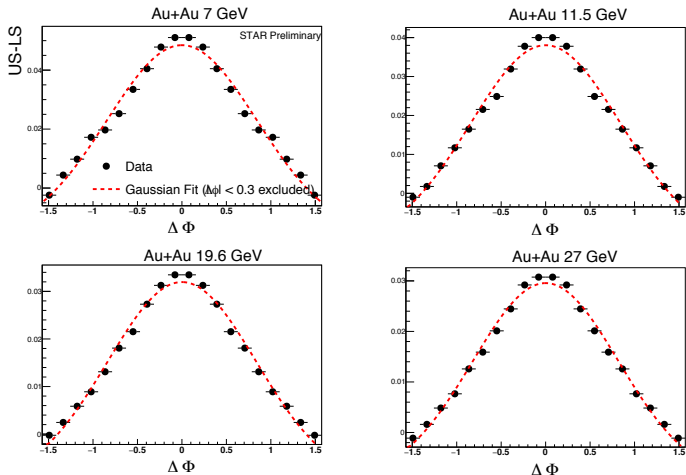 Au+Au 7 GeV
STAR Preliminary
US-LS
0.04
0.02
0
Data
Gaussian Fit (|Δφ| < 0.3 excluded)
−1.5 −1 −0.5 0 0.5 1 1.5
Δ Φ
Au+Au 11.5 GeV
0.04
0.03
0.02
0.01
0
−1.5 −1 −0.5 0 0.5 1 1.5
Δ Φ
Au+Au 19.6 GeV
0.03
0.02
0.01
0
−1.5 −1 −0.5 0 0.5 1 1.5
Δ Φ
Au+Au 27 GeV
0.03
0.02
0.01
0
−1.5 −1 −0.5 0 0.5 1 1.5
Δ Φ